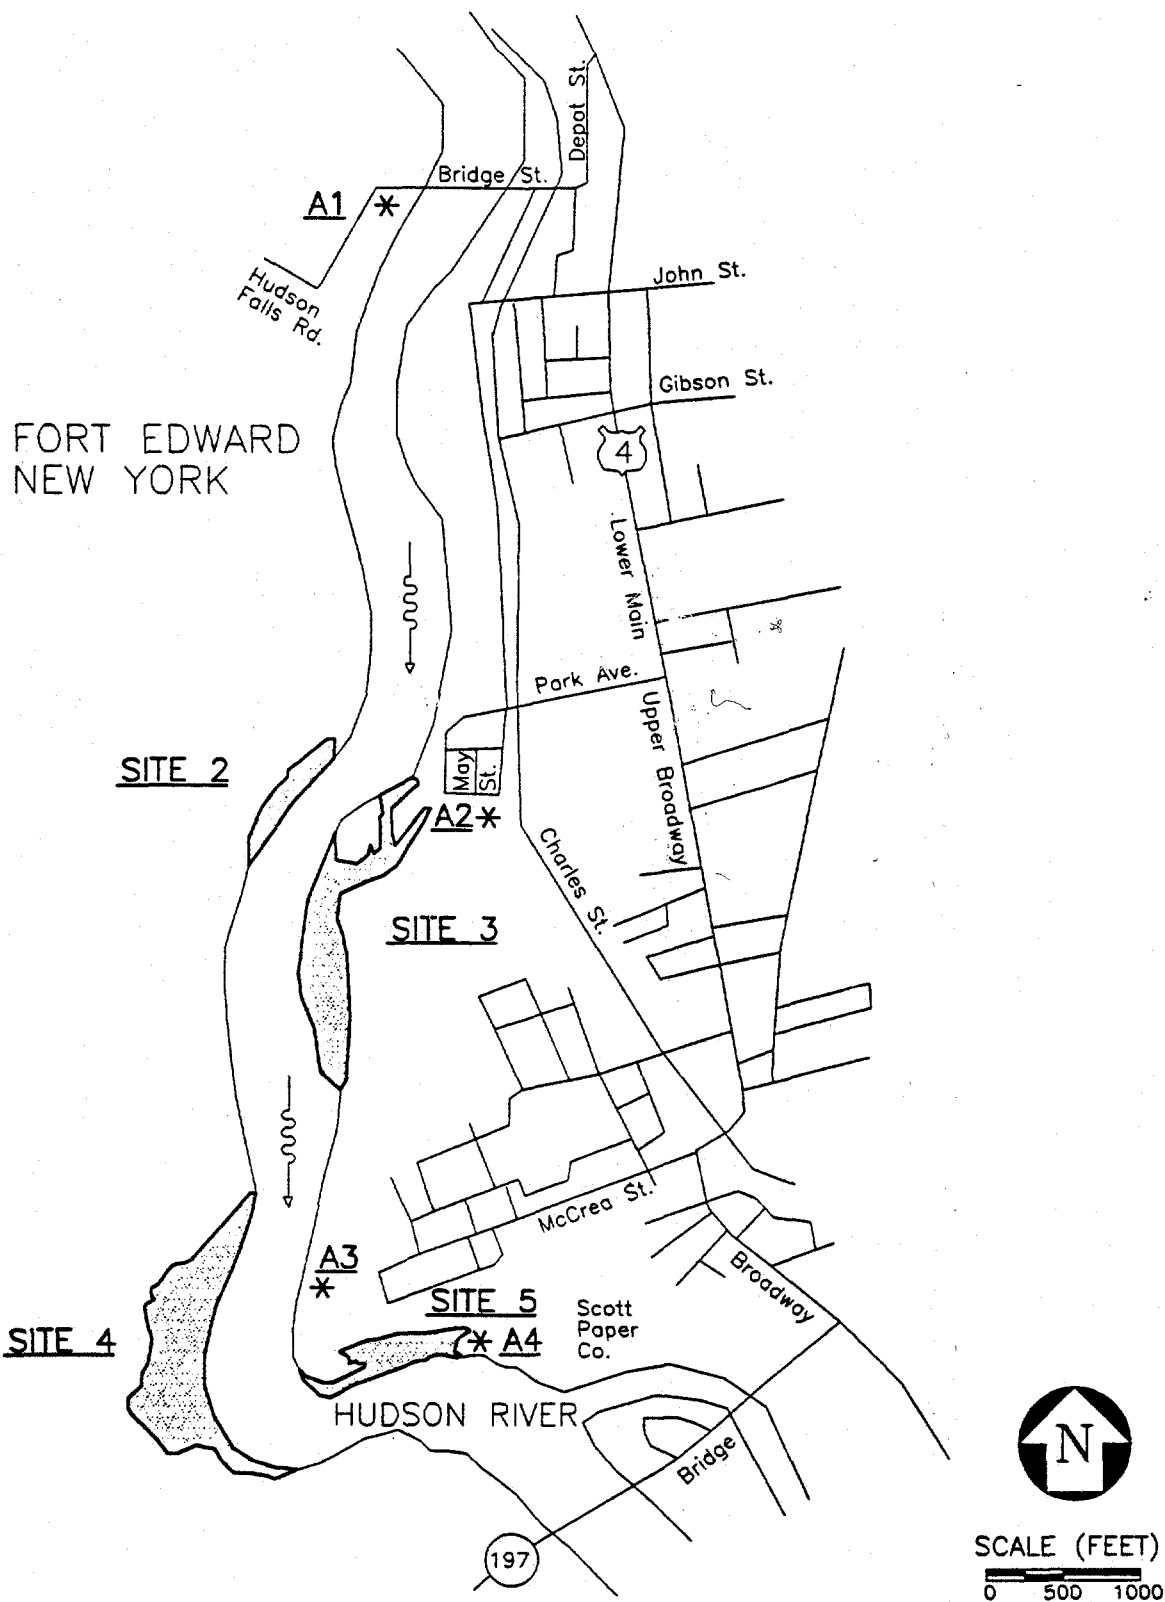 Depot St.
Bridge St.
A1
Hudson
Falls Rd.
John St.
Gibson St.
FORT EDWARD
NEW YORK
4
Lower Main
Park Ave.
Upper Broadway
SITE 2
May
St.
A2
Charles St.
SITE 3
McCrea St.
A3
SITE 5
Scott
Paper
Co.
A4
Broadway
SITE 4
HUDSON RIVER
Bridge
N
197
SCALE (FEET)
0 500 1000